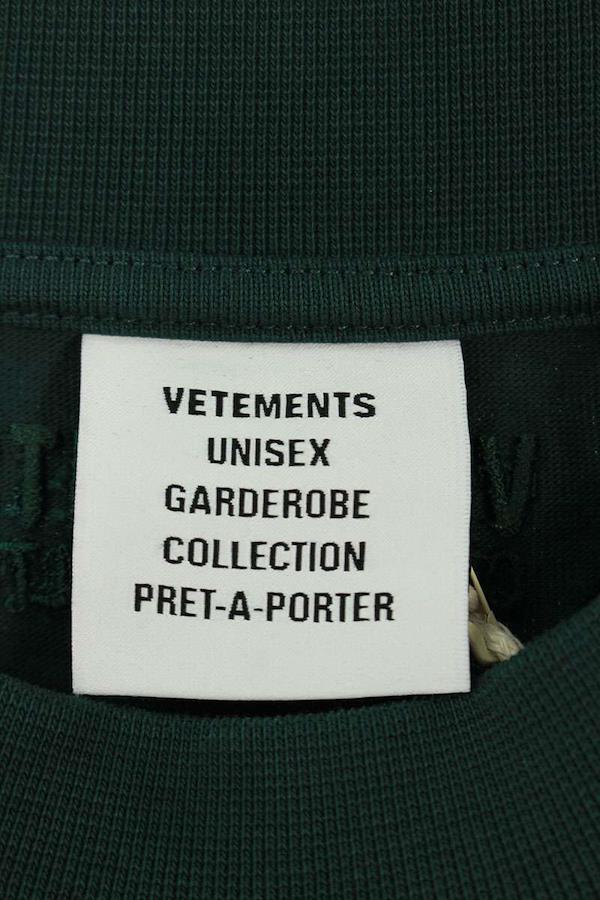 VETEMENTS
UNISEX
GARDEROBE
COLLECTION
PRET-A-PORTER